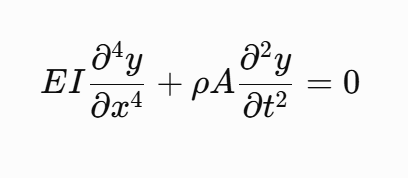 EI ∂⁴y/∂x⁴ + ρA ∂²y/∂t² = 0